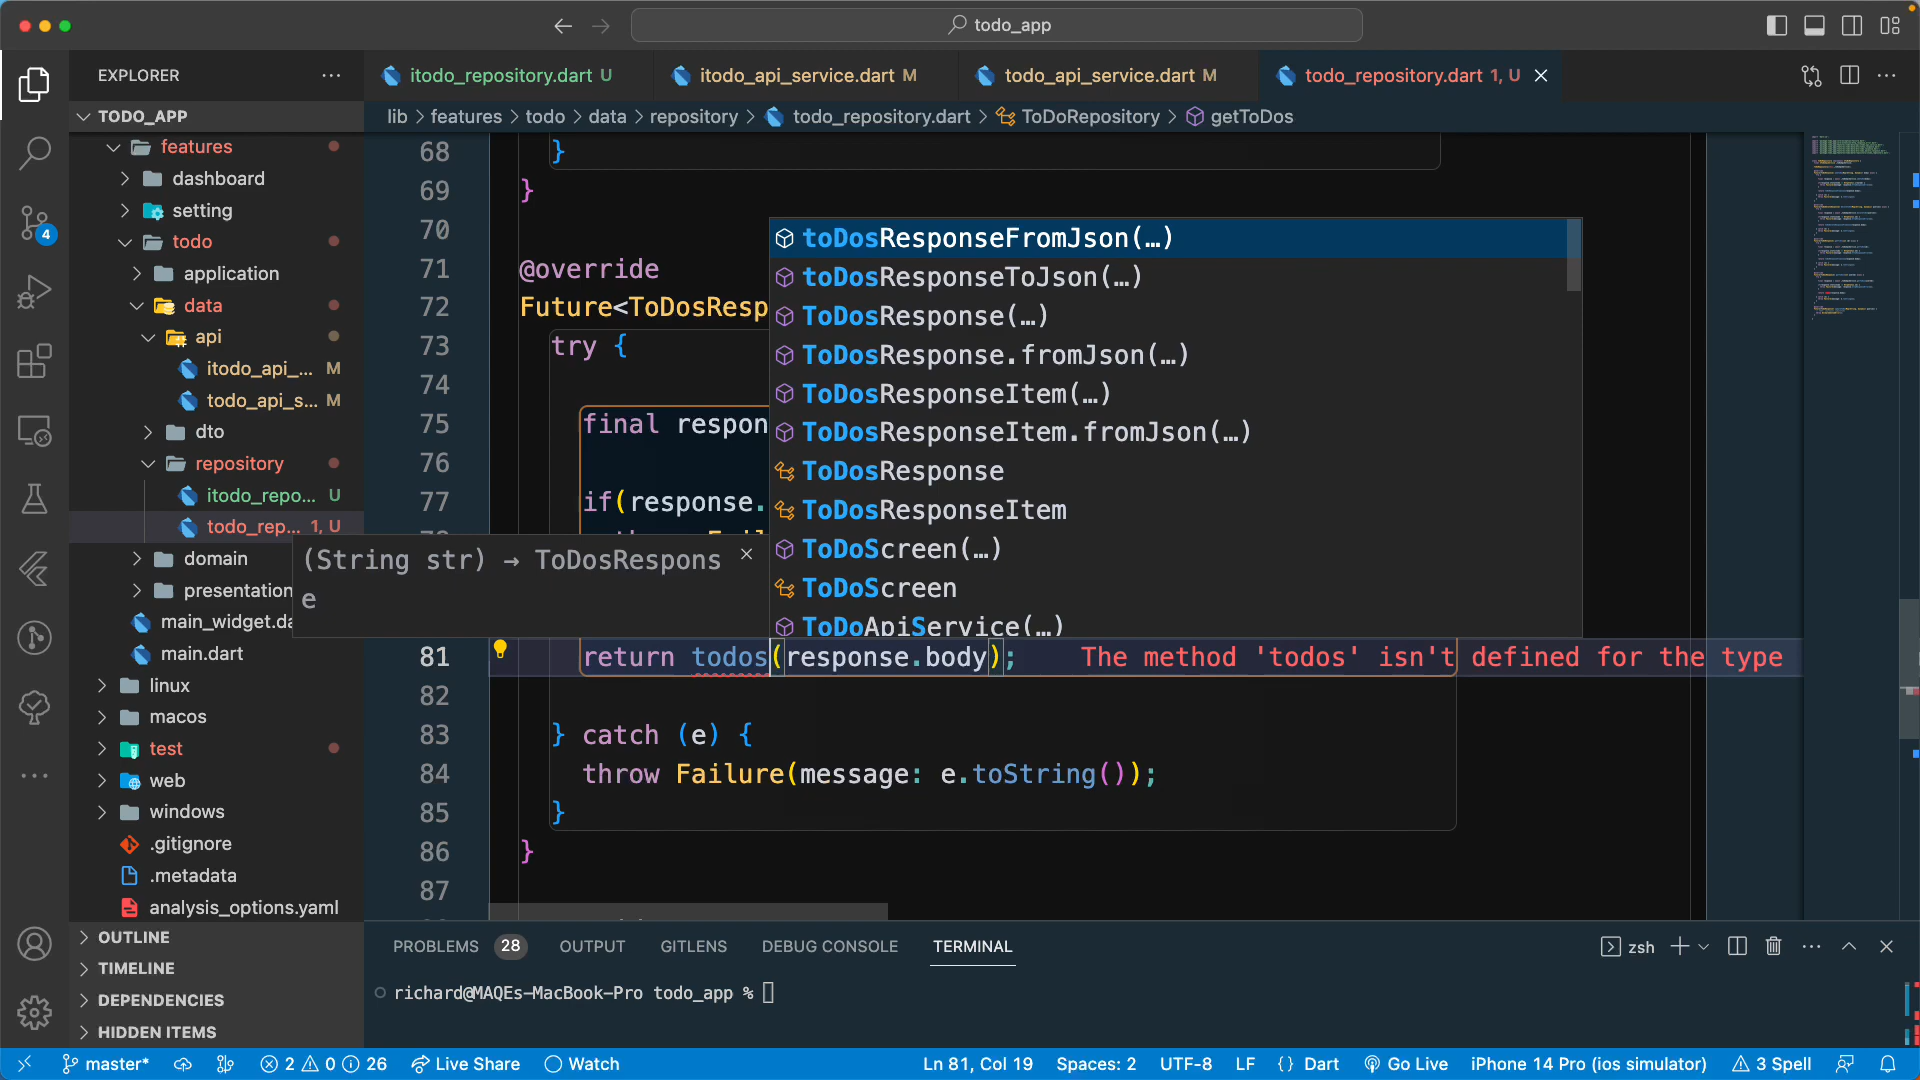 todo_app
EXPLORER
itodo_repository.dart U
itodo_api_service.dart M
todo_api_service.dart M
todo_repository.dart 1, U
TODO_APP
lib > features > todo > data > repository > todo_repository.dart > ToDoRepository > getToDos
features
dashboard
setting
todo
application
data
api
itodo_api_... M
todo_api_s... M
dto
repository
itodo_repo... U
todo_rep... 1, U
domain
presentation
main_widget.da
main.dart
linux
macos
test
web
windows
.gitignore
.metadata
analysis_options.yaml
OUTLINE
TIMELINE
DEPENDENCIES
HIDDEN ITEMS
4
68 }
69 }
70
71 @override
72 Future<ToDosResp
73 try {
74
75 final respon
76
77 if(response.
toDosResponseFromJson(…)
toDosResponseToJson(…)
ToDosResponse(…)
ToDosResponse.fromJson(…)
ToDosResponseItem(…)
ToDosResponseItem.fromJson(…)
ToDosResponse
ToDosResponseItem
ToDoScreen(…)
ToDoScreen
ToDoApiService(…)
(String str) → ToDosRespons
e
81 return todos(response.body); The method 'todos' isn't defined for the type
82
83 } catch (e) {
84 throw Failure(message: e.toString());
85 }
86 }
87
PROBLEMS 28 OUTPUT GITLENS DEBUG CONSOLE TERMINAL
zsh
richard@MAQEs-MacBook-Pro todo_app %
master* 2 0 26 Live Share Watch Ln 81, Col 19 Spaces: 2 UTF-8 LF {} Dart Go Live iPhone 14 Pro (ios simulator) 3 Spell